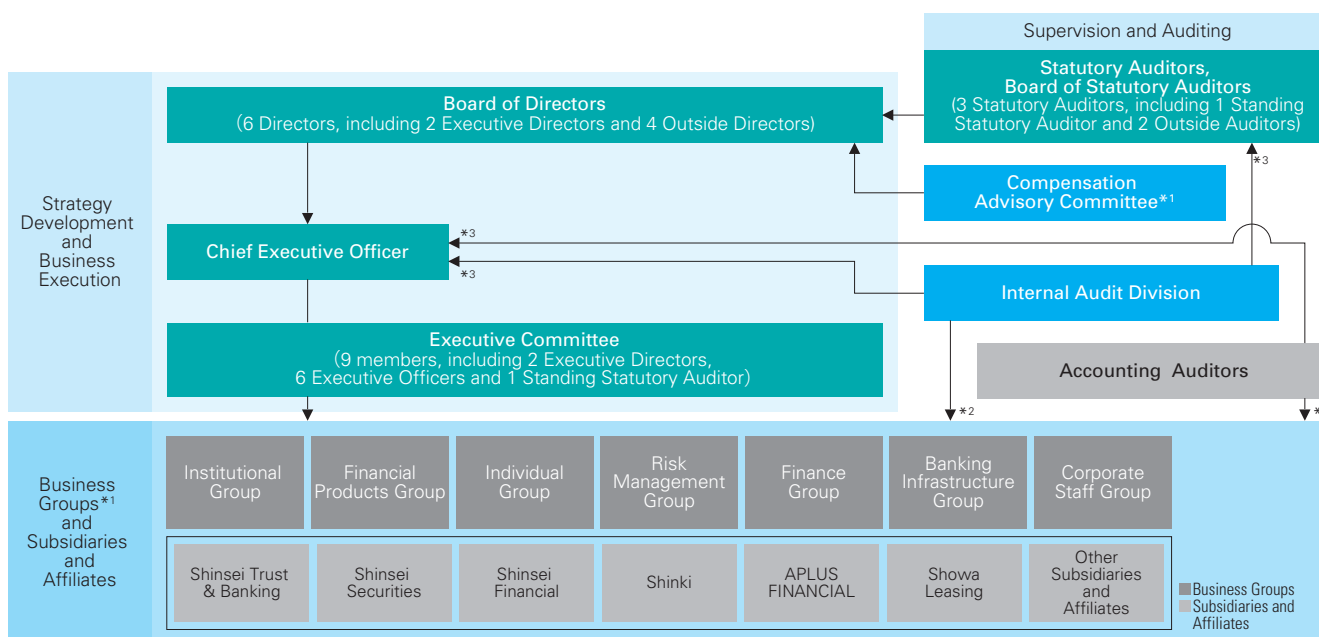 Supervision and Auditing
Statutory Auditors,
Board of Statutory Auditors
(3 Statutory Auditors, including 1 Standing
Statutory Auditor and 2 Outside Auditors)
Board of Directors
(6 Directors, including 2 Executive Directors and 4 Outside Directors)
*3
Compensation
Advisory Committee*1
Strategy
Development
and
Business
Execution
Chief Executive Officer
*3
*3
Internal Audit Division
Executive Committee
(9 members, including 2 Executive Directors,
6 Executive Officers and 1 Standing Statutory Auditor)
Accounting Auditors
*2
*
Business
Groups*1
and
Subsidiaries
and
Affiliates
Institutional
Group
Financial
Products Group
Individual
Group
Risk
Management
Group
Finance
Group
Banking
Infrastructure
Group
Corporate
Staff Group
Shinsei Trust
& Banking
Shinsei
Securities
Shinsei
Financial
Shinki
APLUS
FINANCIAL
Showa
Leasing
Other
Subsidiaries
and
Affiliates
Business Groups
Subsidiaries and
Affiliates